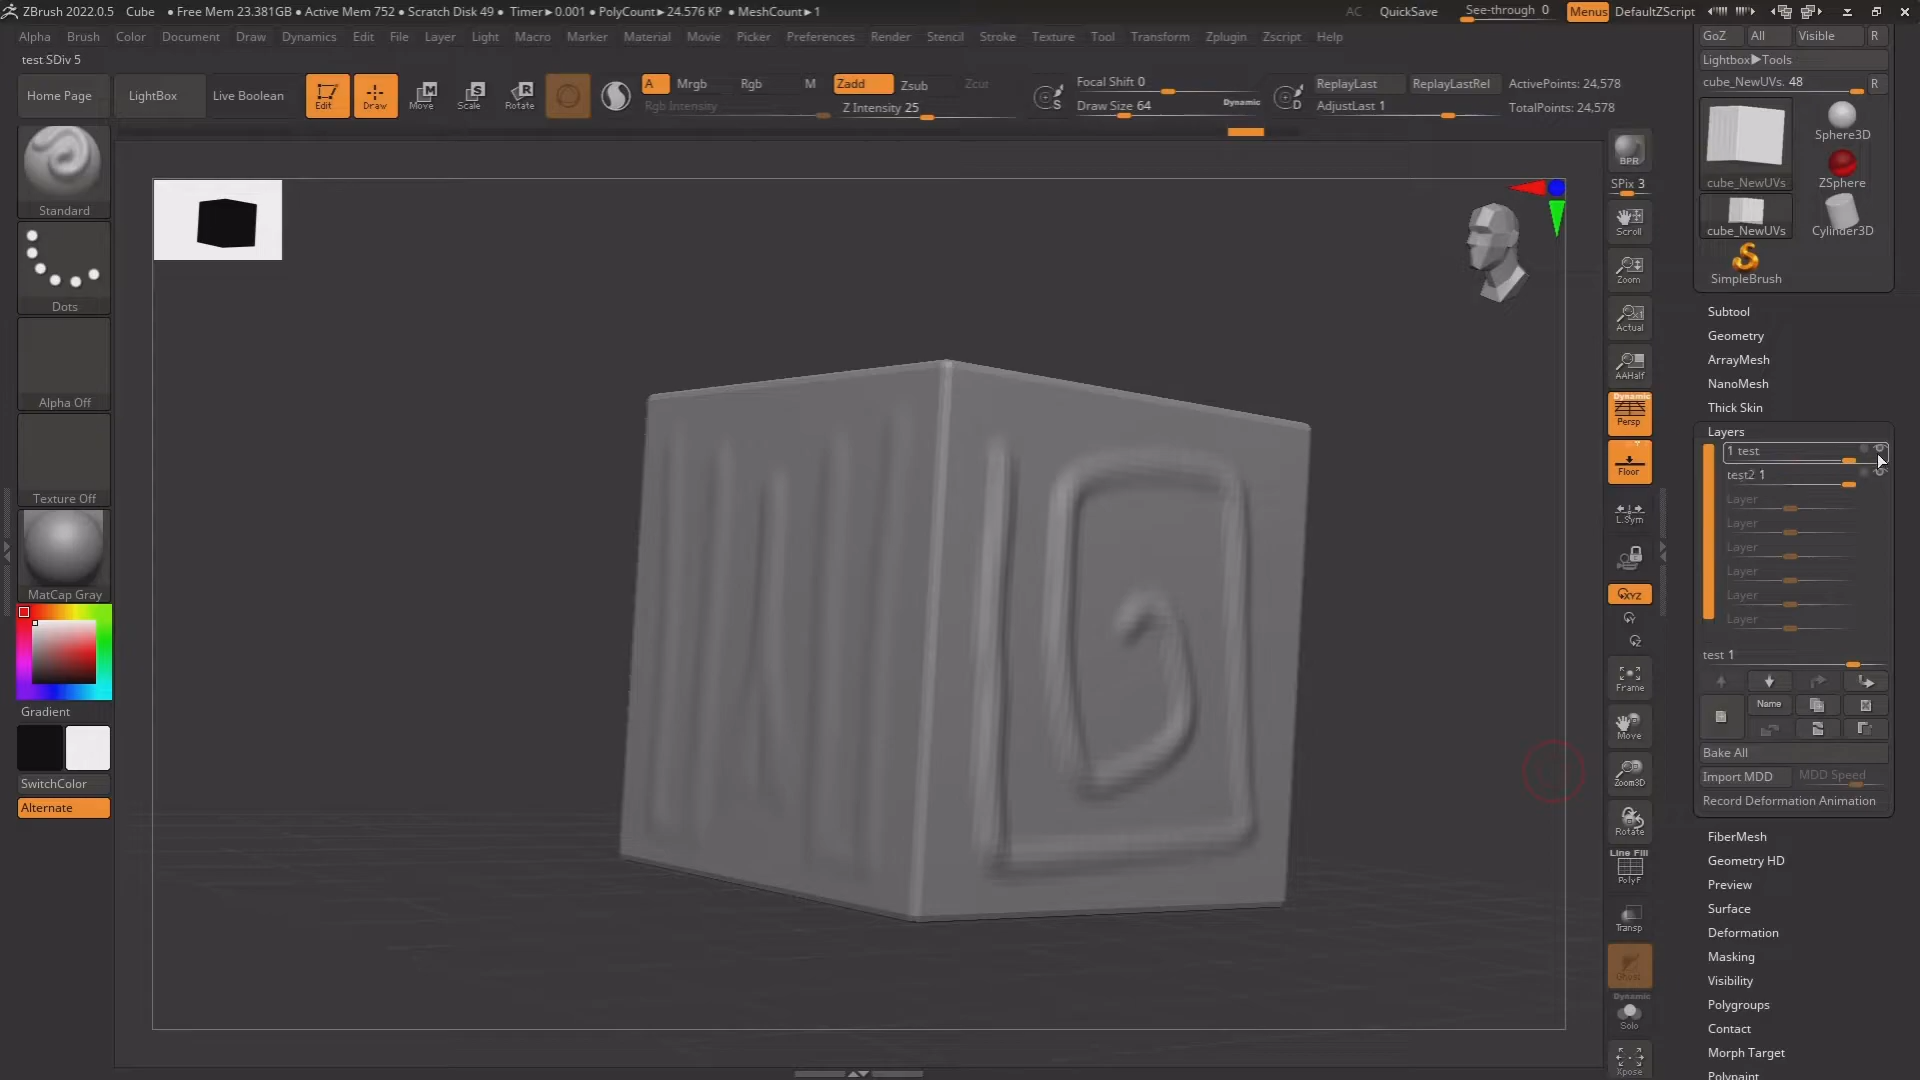 ZBrush 2022.0.5 Cube • Free Mem 23.381GB • Active Mem 752 • Scratch Disk 49 • Timer►0.001 • PolyCount►24.576 KP • MeshCount►1 AC QuickSave See-through 0 Menus DefaultZScript
Alpha Brush Color Document Draw Dynamics Edit File Layer Light Macro Marker Material Movie Picker Preferences Render Stencil Stroke Texture Tool Transform Zplugin Zscript Help
test SDiv 5
Home Page LightBox Live Boolean Edit Draw Move Scale Rotate
A Mrgb Rgb M Zadd Zsub Zcut
Rgb Intensity Z Intensity 25
Focal Shift 0
Draw Size 64 Dynamic
S D
ReplayLast ReplayLastRel ActivePoints: 24,578
AdjustLast 1 TotalPoints: 24,578
Standard
Dots
Alpha Off
Texture Off
MatCap Gray
Gradient
SwitchColor
Alternate
BPR
SPix 3
Scroll
Zoom
Actual
AAHalf
Dynamic
Persp
Floor
L.Sym
XYZ
Y
Z
Frame
Move
Zoom3D
Rotate
Line Fill
PolyF
Transp
Ghost
Dynamic
Solo
Xpose
GoZ All Visible R
Lightbox►Tools
cube_NewUVs. 48 R
cube_NewUVs Sphere3D
ZSphere
cube_NewUVs Cylinder3D
SimpleBrush
Subtool
Geometry
ArrayMesh
NanoMesh
Thick Skin
Layers
1 test
test2 1
Layer
Layer
Layer
Layer
Layer
Layer
test 1
Name
Bake All
Import MDD MDD Speed
Record Deformation Animation
FiberMesh
Geometry HD
Preview
Surface
Deformation
Masking
Visibility
Polygroups
Contact
Morph Target
Polypaint